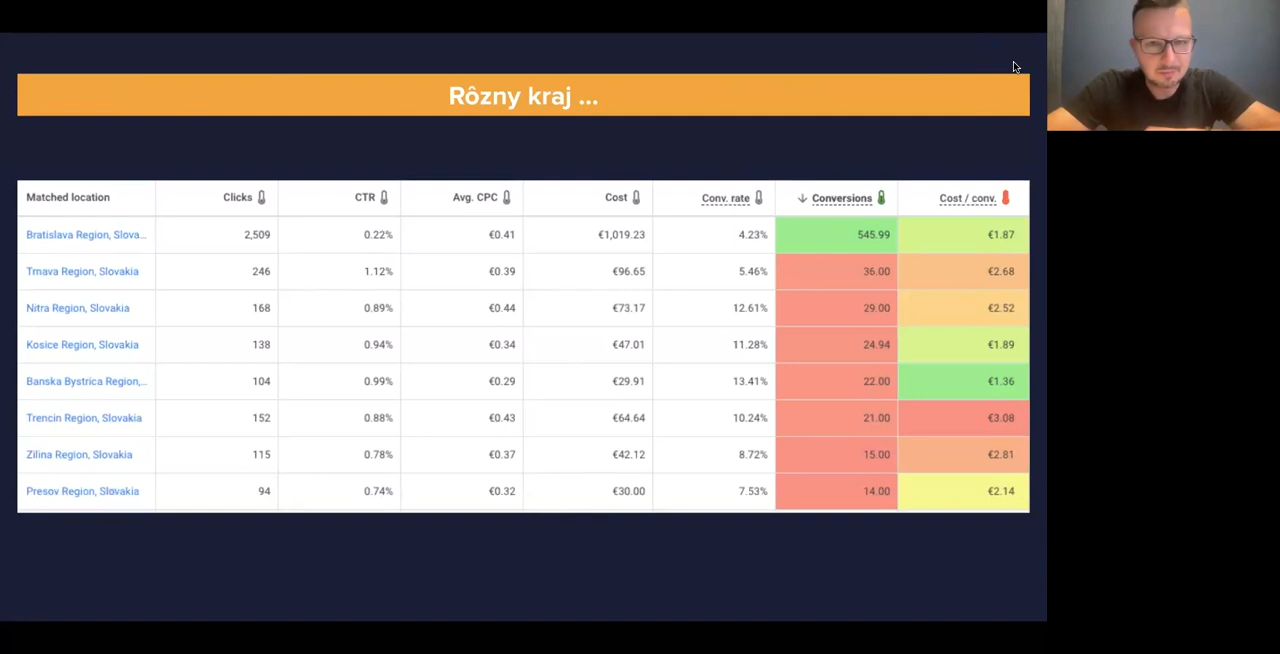 Rôzny kraj ...
Matched location Clicks CTR Avg. CPC Cost Conv. rate Conversions Cost / conv.
Bratislava Region, Slova... 2,509 0.22% €0.41 €1,019.23 4.23% 545.99 €1.87
Trnava Region, Slovakia 246 1.12% €0.39 €96.65 5.46% 36.00 €2.68
Nitra Region, Slovakia 168 0.89% €0.44 €73.17 12.61% 29.00 €2.52
Kosice Region, Slovakia 138 0.94% €0.34 €47.01 11.28% 24.94 €1.89
Banska Bystrica Region,... 104 0.99% €0.29 €29.91 13.41% 22.00 €1.36
Trencin Region, Slovakia 152 0.88% €0.43 €64.64 10.24% 21.00 €3.08
Zilina Region, Slovakia 115 0.78% €0.37 €42.12 8.72% 15.00 €2.81
Presov Region, Slovakia 94 0.74% €0.32 €30.00 7.53% 14.00 €2.14